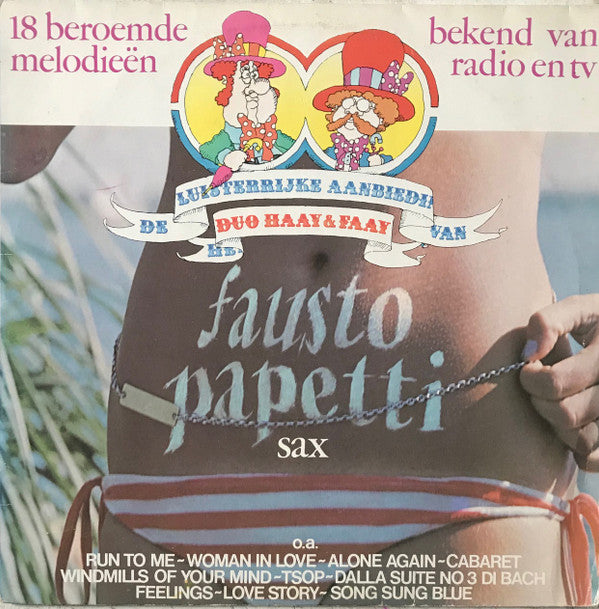 18 beroemde
melodieën
bekend van
radio en tv
LUISTERRIJKE AANBIEDI
DE
DUO HAAY & FAAY
VAN
HE
fausto
papetti
sax
o.a.
RUN TO ME~WOMAN IN LOVE~ALONE AGAIN~CABARET
WINDMILLS OF YOUR MIND~TSOP~DALLA SUITE NO 3 DI BACH
FEELINGS~LOVE STORY~SONG SUNG BLUE